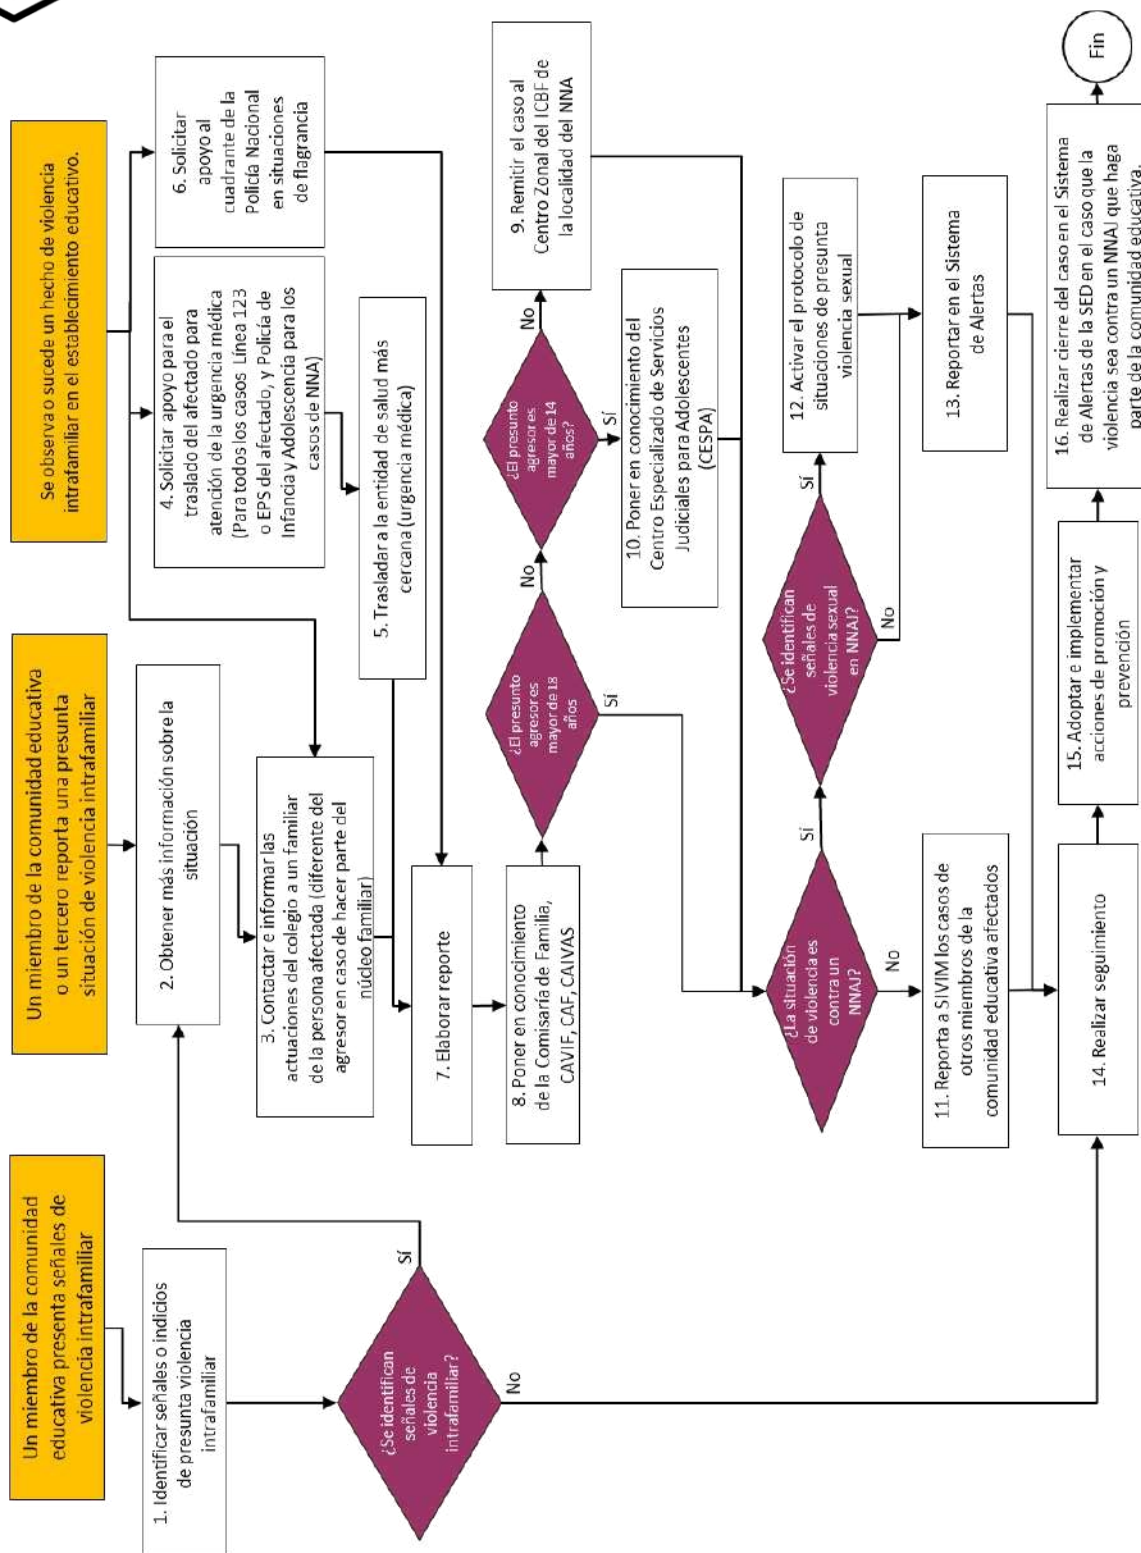 Un miembro de la comunidad
educativa presenta señales de
violencia intrafamiliar
Un miembro de la comunidad educativa
o un tercero reporta una presunta
situación de violencia intrafamiliar
Se observa o sucede un hecho de violencia
intrafamiliar en el establecimiento educativo.
1. Identificar señales o indicios
de presunta violencia
intrafamiliar
¿Se identifican
señales de
violencia
intrafamiliar?
Sí
No
2. Obtener más información sobre la
situación
3. Contactar e informar las
actuaciones del colegio a un familiar
de la persona afectada (diferente del
agresor en caso de hacer parte del
núcleo familiar)
4. Solicitar apoyo para el
traslado del afectado para
atención de la urgencia médica
(Para todos los casos Línea 123
o EPS del afectado, y Policía de
Infancia y Adolescencia para los
casos de NNA)
6. Solicitar
apoyo al
cuadrante de la
Policía Nacional
en situaciones
de flagrancia
5. Trasladar a la entidad de salud más
cercana (urgencia médica)
7. Elaborar reporte
8. Poner en conocimiento
de la Comisaría de Familia,
CAVIF, CAF, CAIVAS
¿El presunto
agresor es
mayor de 18
años
No
Sí
¿El presunto
agresor es
mayor de 14
años?
No
Sí
9. Remitir el caso al
Centro Zonal del ICBF de
la localidad del NNA
10. Poner en conocimiento del
Centro Especializado de Servicios
Judiciales para Adolescentes
(CESPA)
¿La situación
de violencia es
contra un
NNAJ?
Sí
No
¿Se identifican
señales de
violencia sexual
en NNAJ?
Sí
No
12. Activar el protocolo de
situaciones de presunta
violencia sexual
11. Reporta a SIVIM los casos de
otros miembros de la
comunidad educativa afectados
13. Reportar en el Sistema
de Alertas
14. Realizar seguimiento
15. Adoptar e implementar
acciones de promoción y
prevención
16. Realizar cierre del caso en el Sistema
de Alertas de la SED en el caso que la
violencia sea contra un NNAJ que haga
parte de la comunidad educativa.
Fin